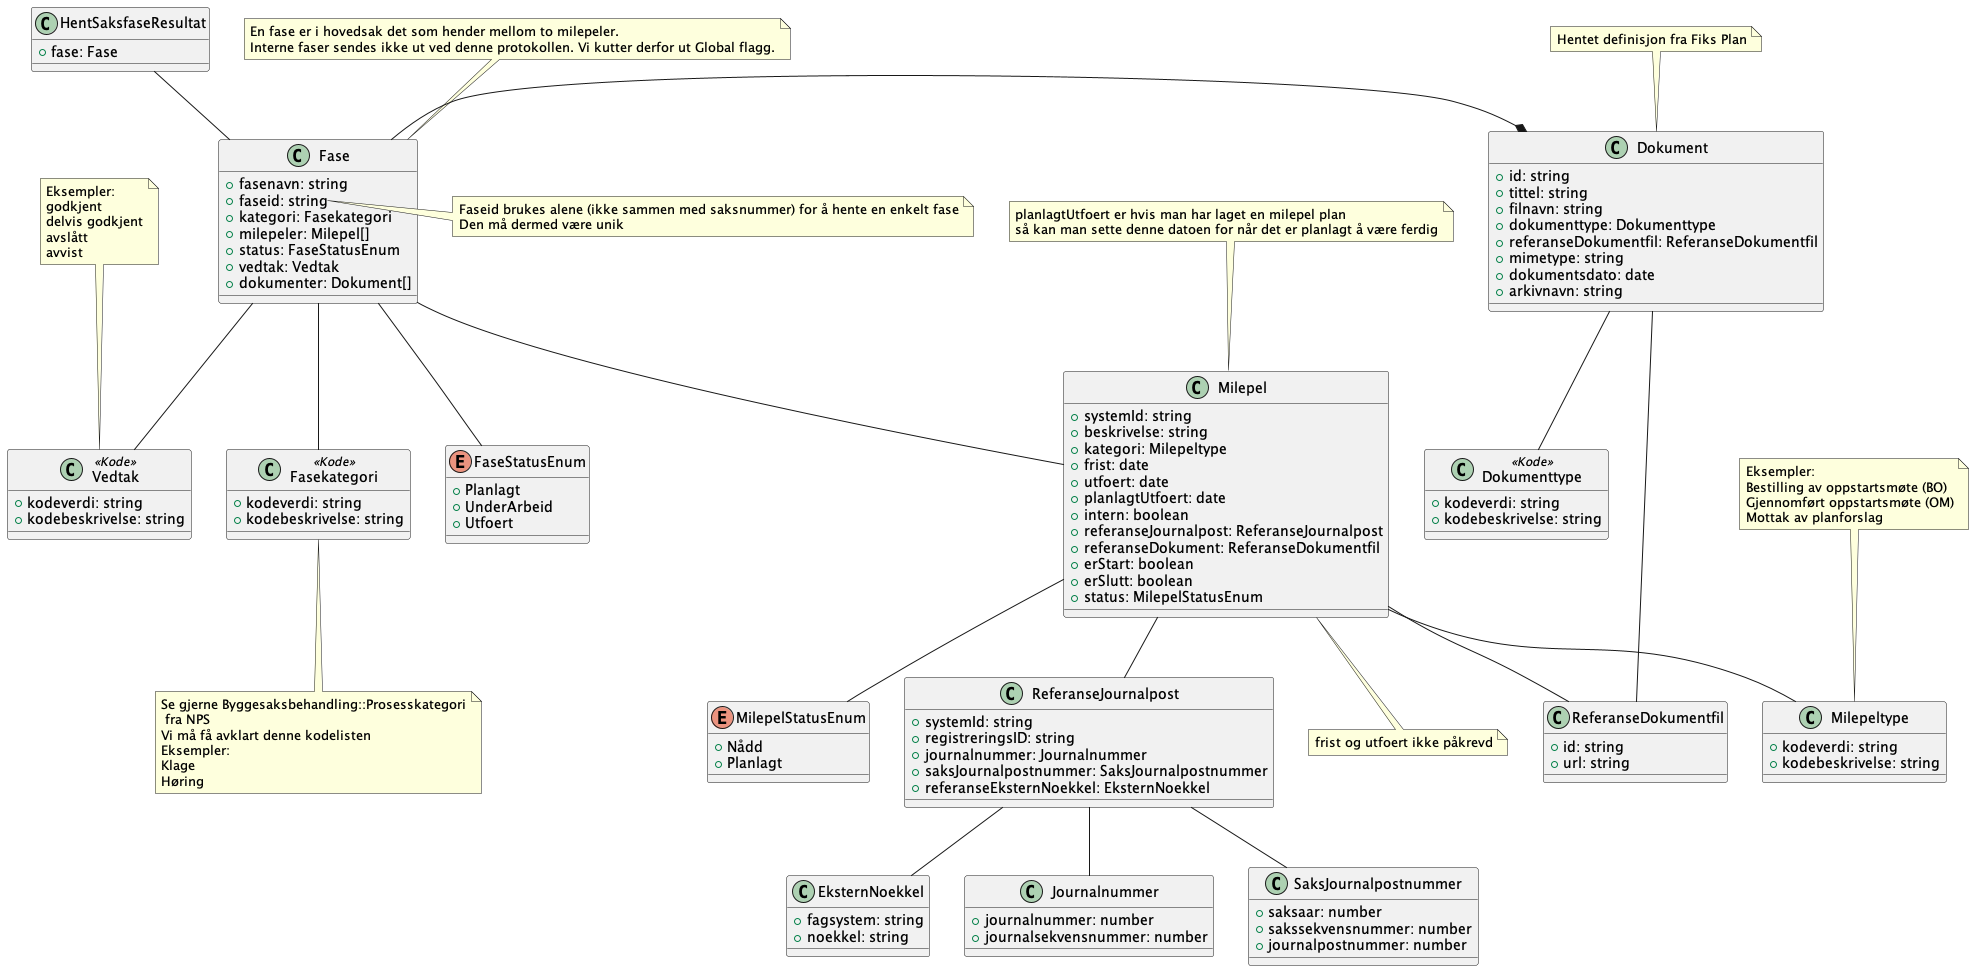 HentSaksfaseResultat
fase: Fase
En fase er i hovedsak det som hender mellom to milepeler.
Interne faser sendes ikke ut ved denne protokollen. Vi kutter derfor ut Global flagg.
Hentet definisjon fra Fiks Plan
Fase
fasenavn: string
faseid: string
kategori: Fasekategori
milepeler: Milepel[]
status: FaseStatusEnum
vedtak: Vedtak
dokumenter: Dokument[]
Dokument
id: string
tittel: string
filnavn: string
dokumenttype: Dokumenttype
referanseDokumentfil: ReferanseDokumentfil
mimetype: string
dokumentsdato: date
arkivnavn: string
Eksempler:
godkjent
delvis godkjent
avslått
avvist
Faseid brukes alene (ikke sammen med saksnummer) for å hente en enkelt fase
Den må dermed være unik
planlagtUtfoert er hvis man har laget en milepel plan
så kan man sette denne datoen for når det er planlagt å være ferdig
Milepel
systemId: string
beskrivelse: string
kategori: Milepeltype
frist: date
utfoert: date
planlagtUtfoert: date
intern: boolean
referanseJournalpost: ReferanseJournalpost
referanseDokument: ReferanseDokumentfil
erStart: boolean
erSlutt: boolean
status: MilepelStatusEnum
«Kode»
Vedtak
kodeverdi: string
kodebeskrivelse: string
«Kode»
Fasekategori
kodeverdi: string
kodebeskrivelse: string
FaseStatusEnum
Planlagt
UnderArbeid
Utfoert
«Kode»
Dokumenttype
kodeverdi: string
kodebeskrivelse: string
Eksempler:
Bestilling av oppstartsmøte (BO)
Gjennomført oppstartsmøte (OM)
Mottak av planforslag
Se gjerne Byggesaksbehandling::Prosesskategori
fra NPS
Vi må få avklart denne kodelisten
Eksempler:
Klage
Høring
MilepelStatusEnum
Nådd
Planlagt
ReferanseJournalpost
systemId: string
registreringsID: string
journalnummer: Journalnummer
saksJournalpostnummer: SaksJournalpostnummer
referanseEksternNoekkel: EksternNoekkel
frist og utfoert ikke påkrevd
ReferanseDokumentfil
id: string
url: string
Milepeltype
kodeverdi: string
kodebeskrivelse: string
EksternNoekkel
fagsystem: string
noekkel: string
Journalnummer
journalnummer: number
journalsekvensnummer: number
SaksJournalpostnummer
saksaar: number
sakssekvensnummer: number
journalpostnummer: number